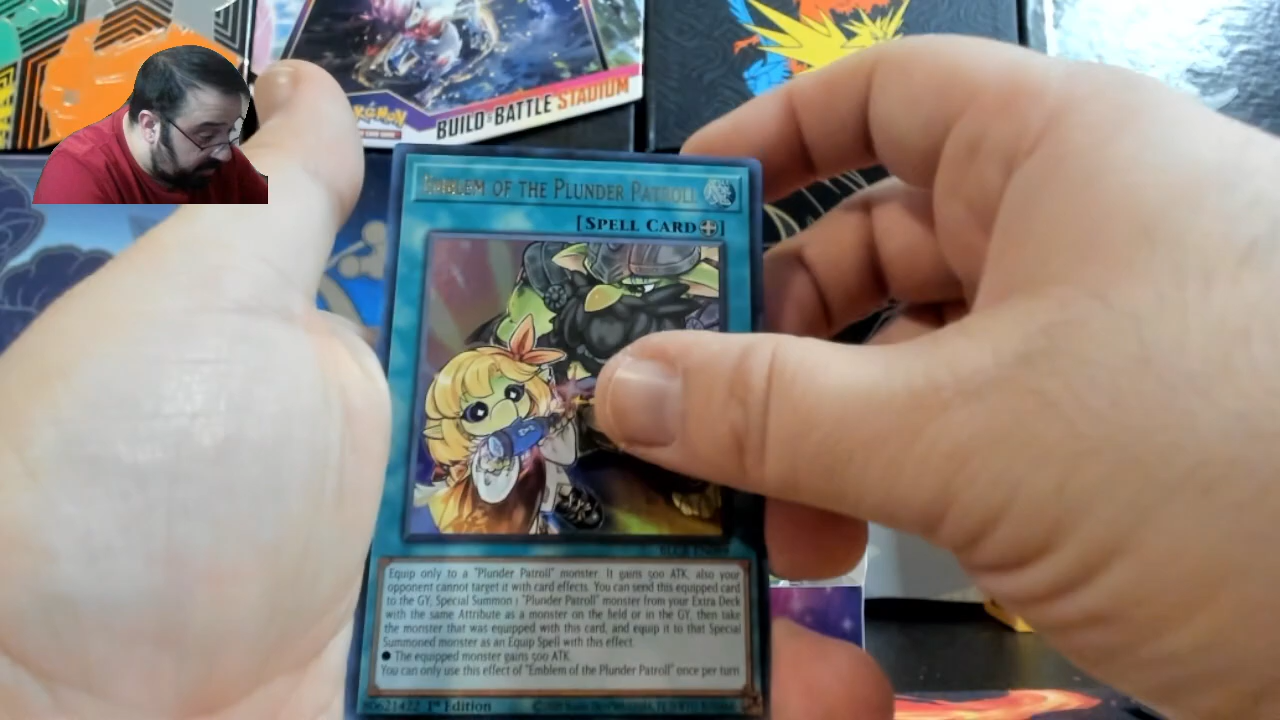 BUILD & BATTLE STADIUM
EMBLEM OF THE PLUNDER PATROLL
[SPELL CARD]
Equip only to a "Plunder Patroll" monster. It gains 500 ATK, also your
opponent cannot target it with card effects. You can send this equipped card
to the GY; Special Summon 1 "Plunder Patroll" monster from your Extra Deck
with the same Attribute as a monster on the field or in the GY, then take
the monster that was equipped with this card, and equip it to that Special
Summoned monster as an Equip Spell with this effect.
● The equipped monster gains 500 ATK.
You can only use this effect of "Emblem of the Plunder Patroll" once per turn
80621422 1st Edition